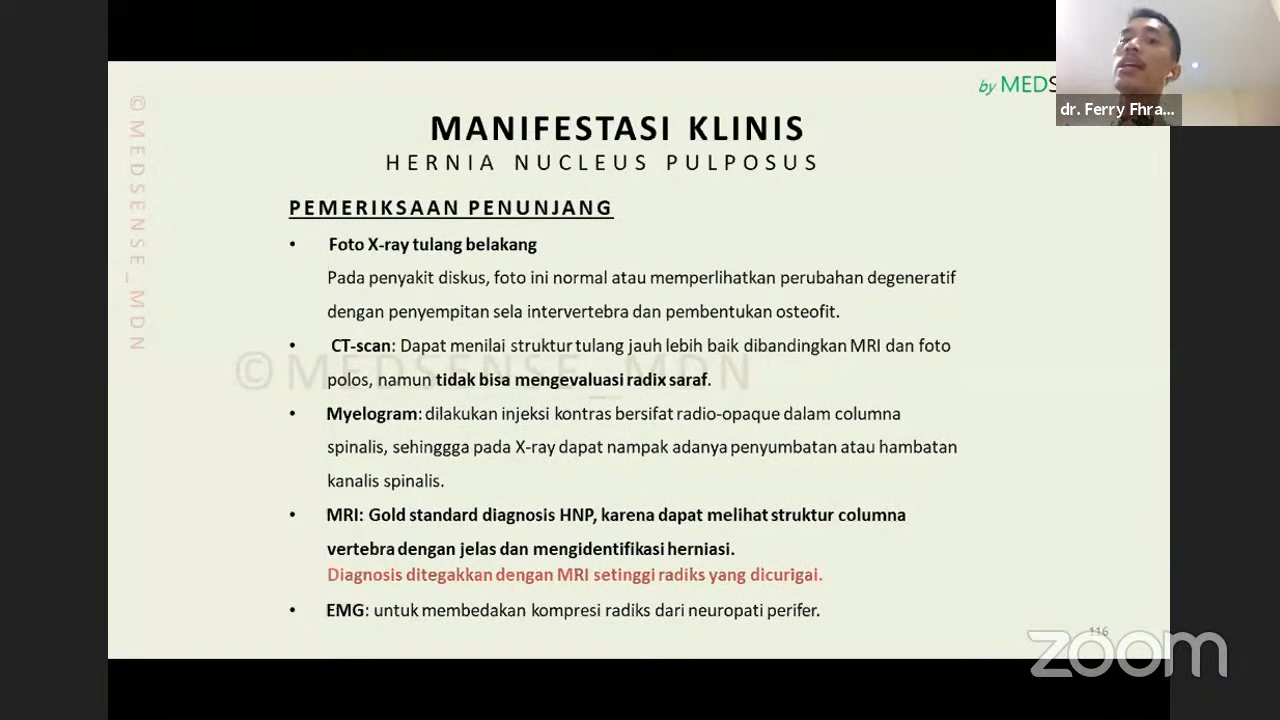 by MEDS
dr. Ferry Fhra...
©MEDSENSE_MDN
MANIFESTASI KLINIS
HERNIA NUCLEUS PULPOSUS
PEMERIKSAAN PENUNJANG
• Foto X-ray tulang belakang
Pada penyakit diskus, foto ini normal atau memperlihatkan perubahan degeneratif
dengan penyempitan sela intervertebra dan pembentukan osteofit.
• CT-scan: Dapat menilai struktur tulang jauh lebih baik dibandingkan MRI dan foto
polos, namun tidak bisa mengevaluasi radix saraf.
©MEDSENSE_MDN
• Myelogram: dilakukan injeksi kontras bersifat radio-opaque dalam columna
spinalis, sehinggga pada X-ray dapat nampak adanya penyumbatan atau hambatan
kanalis spinalis.
• MRI: Gold standard diagnosis HNP, karena dapat melihat struktur columna
vertebra dengan jelas dan mengidentifikasi herniasi.
Diagnosis ditegakkan dengan MRI setinggi radiks yang dicurigai.
• EMG: untuk membedakan kompresi radiks dari neuropati perifer.
116
zoom